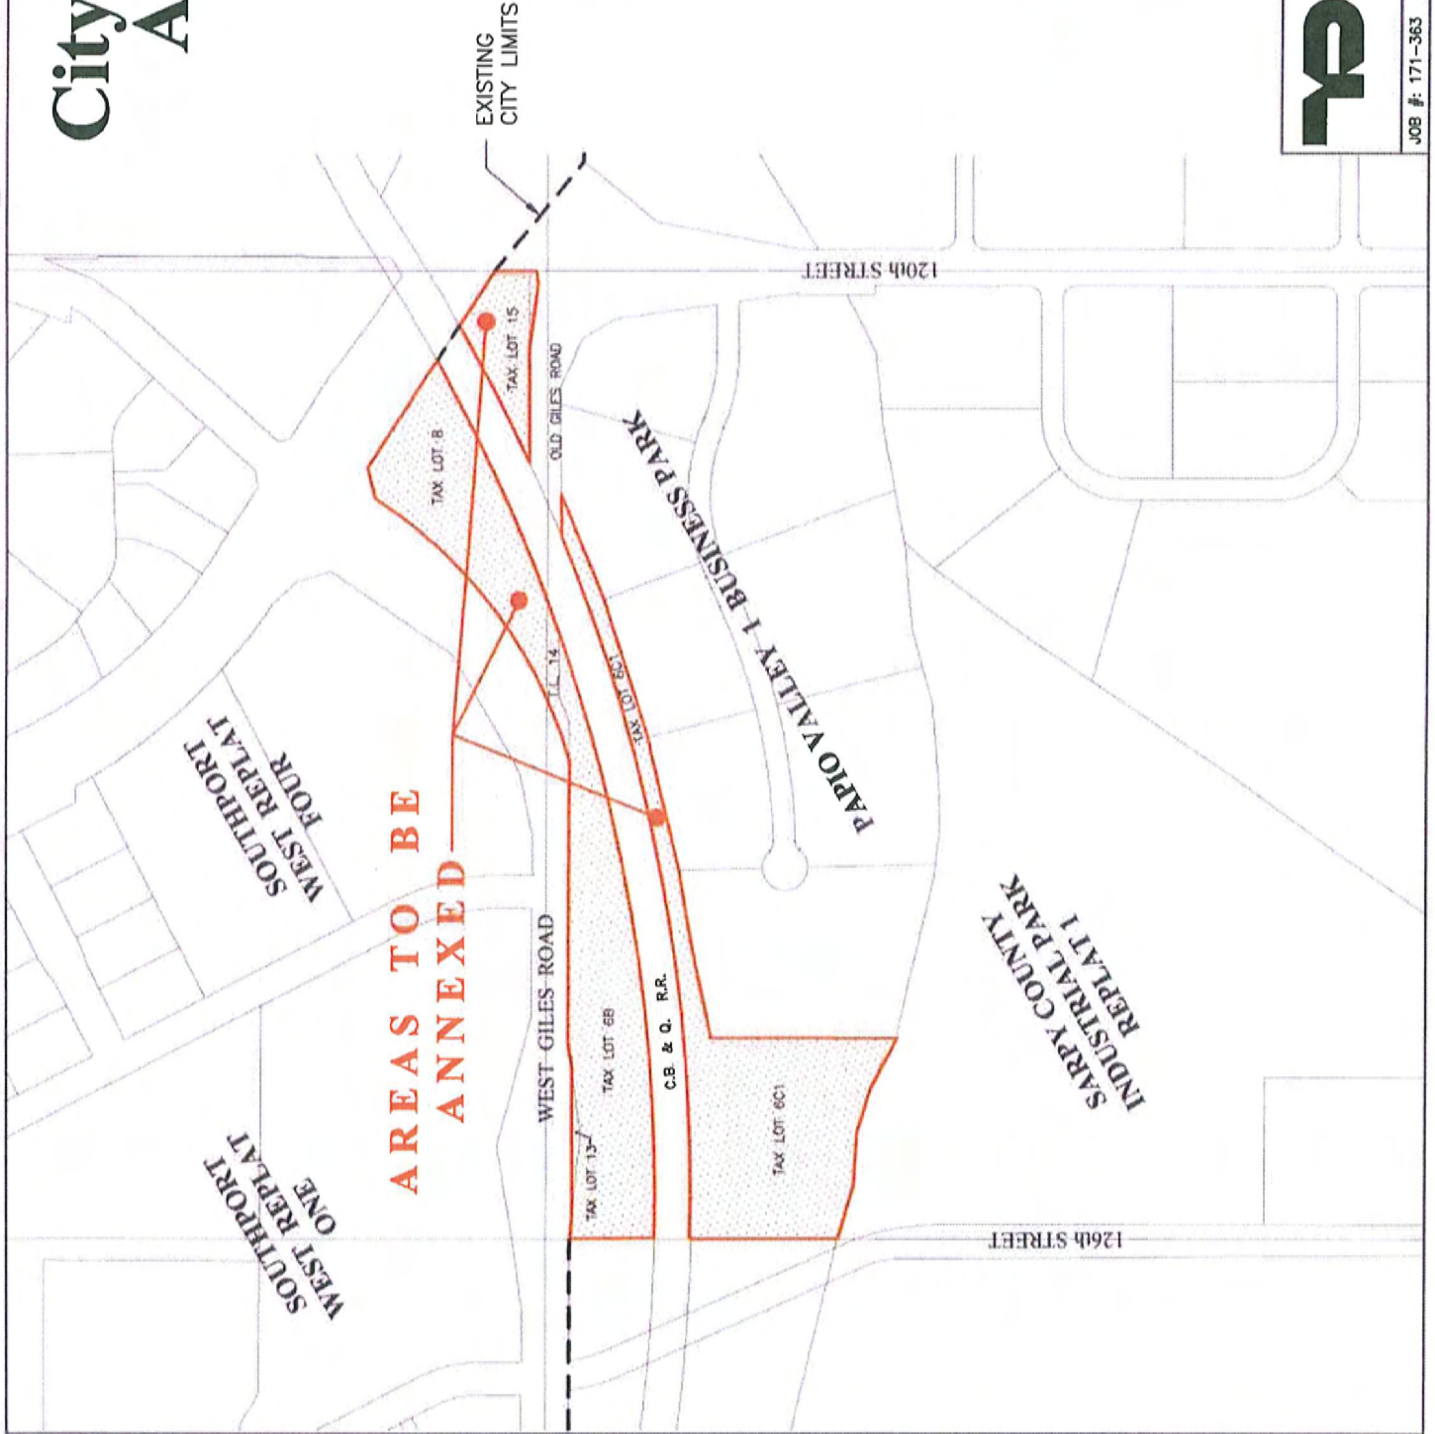 City
A
EXISTING
CITY LIMITS
120th STREET
TAX LOT 15
OLD GILES ROAD
TAX LOT 8
PAPIO VALLEY 1 BUSINESS PARK
T.L. 14
TAX LOT 6C1
SOUTHPORT
WEST REPLAT
FOUR
AREAS TO BE
ANNEXED
WEST GILES ROAD
TAX LOT 6B
C.B. & Q. R.R.
TAX LOT 13
TAX LOT 6C1
SARPY COUNTY
INDUSTRIAL PARK
REPLAT 1
SOUTHPORT
WEST REPLAT
ONE
126th STREET
JOB #: 171-363